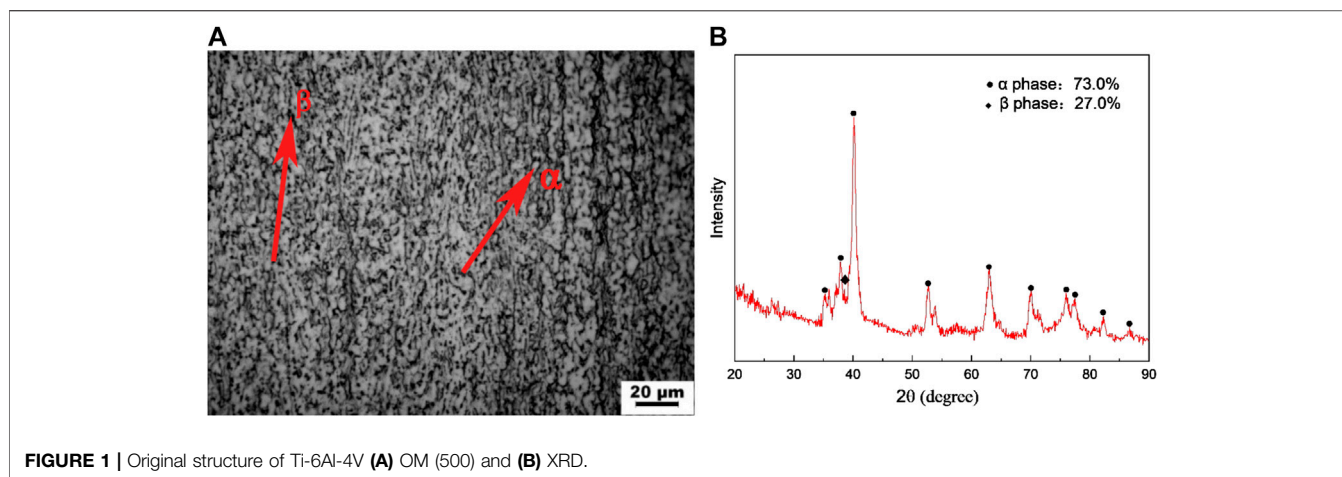 A
β
α
20 μm
B
● α phase: 73.0%
◆ β phase: 27.0%
Intensity
20 30 40 50 60 70 80 90
2θ (degree)
FIGURE 1 | Original structure of Ti-6Al-4V (A) OM (500) and (B) XRD.